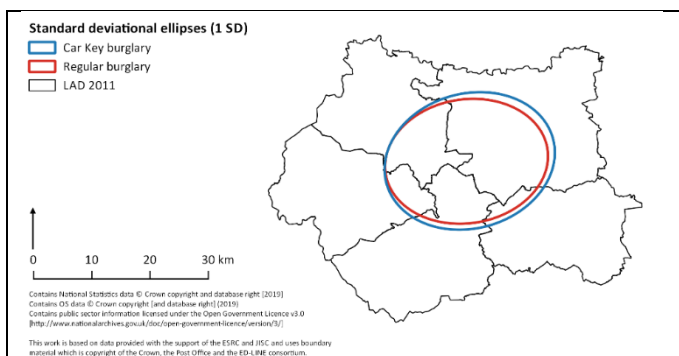 Standard deviational ellipses (1 SD)
Car Key burglary
Regular burglary
LAD 2011
0 10 20 30 km
Contains National Statistics data © Crown copyright and database right [2019]
Contains OS data © Crown copyright [and database right] (2019)
Contains public sector information licensed under the Open Government Licence v3.0
[http://www.nationalarchives.gov.uk/doc/open-government-licence/version/3/]
This work is based on data provided with the support of the ESRC and JISC and uses boundary
material which is copyright of the Crown, the Post Office and the ED-LINE consortium.